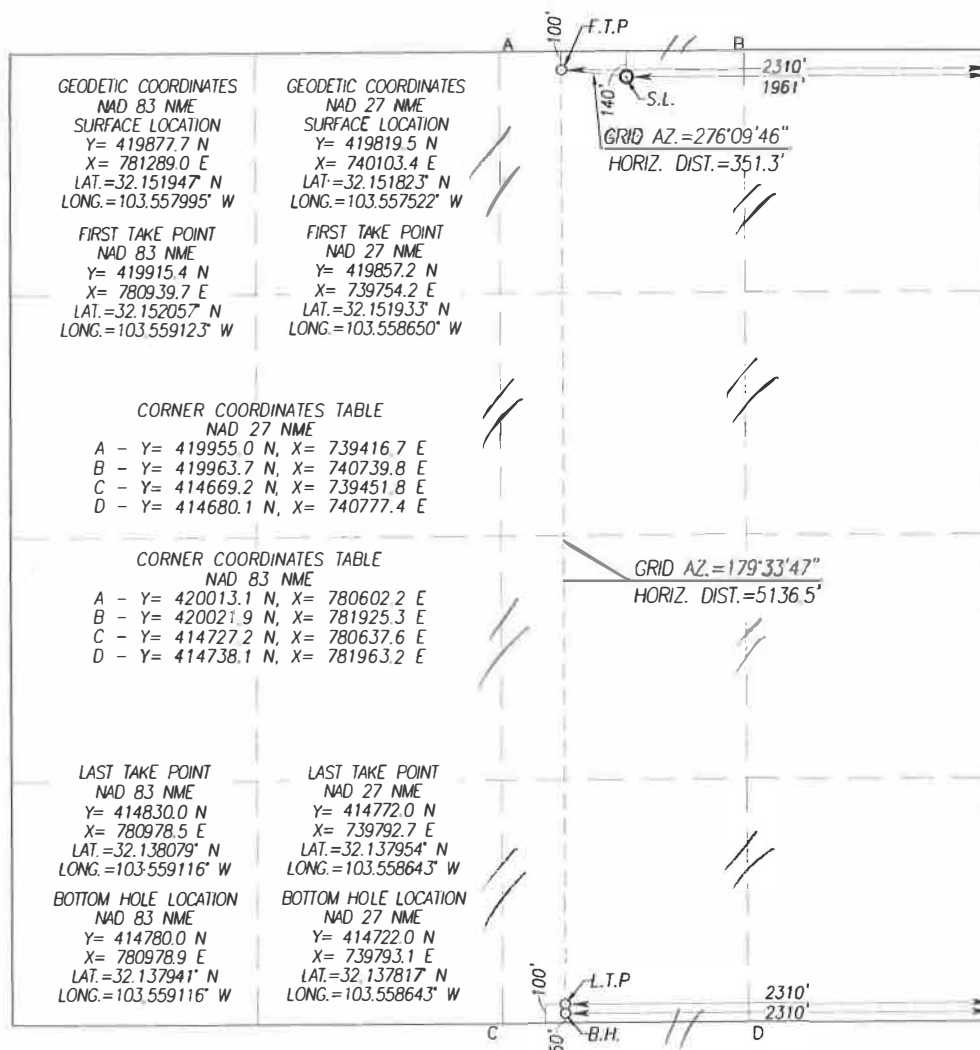 A
B
100'
F.T.P
2310'
1961'
140'
S.L.
GRID AZ.=276°09'46"
HORIZ. DIST.=351.3'
GEODETIC COORDINATES
NAD 83 NME
SURFACE LOCATION
Y= 419877.7 N
X= 781289.0 E
LAT.=32.151947° N
LONG.=103.557995° W
GEODETIC COORDINATES
NAD 27 NME
SURFACE LOCATION
Y= 419819.5 N
X= 740103.4 E
LAT.=32.151823° N
LONG.=103.557522° W
FIRST TAKE POINT
NAD 83 NME
Y= 419915.4 N
X= 780939.7 E
LAT.=32.152057° N
LONG.=103.559123° W
FIRST TAKE POINT
NAD 27 NME
Y= 419857.2 N
X= 739754.2 E
LAT.=32.151933° N
LONG.=103.558650° W
CORNER COORDINATES TABLE
NAD 27 NME
A - Y= 419955.0 N, X= 739416.7 E
B - Y= 419963.7 N, X= 740739.8 E
C - Y= 414669.2 N, X= 739451.8 E
D - Y= 414680.1 N, X= 740777.4 E
CORNER COORDINATES TABLE
NAD 83 NME
A - Y= 420013.1 N, X= 780602.2 E
B - Y= 420021.9 N, X= 781925.3 E
C - Y= 414727.2 N, X= 780637.6 E
D - Y= 414738.1 N, X= 781963.2 E
GRID AZ.=179°33'47"
HORIZ. DIST.=5136.5'
LAST TAKE POINT
NAD 83 NME
Y= 414830.0 N
X= 780978.5 E
LAT.=32.138079° N
LONG.=103.559116° W
LAST TAKE POINT
NAD 27 NME
Y= 414772.0 N
X= 739792.7 E
LAT.=32.137954° N
LONG.=103.558643° W
BOTTOM HOLE LOCATION
NAD 83 NME
Y= 414780.0 N
X= 780978.9 E
LAT.=32.137941° N
LONG.=103.559116° W
BOTTOM HOLE LOCATION
NAD 27 NME
Y= 414722.0 N
X= 739793.1 E
LAT.=32.137817° N
LONG.=103.558643° W
100'
L.T.P
2310'
2310'
C
B.H.
D